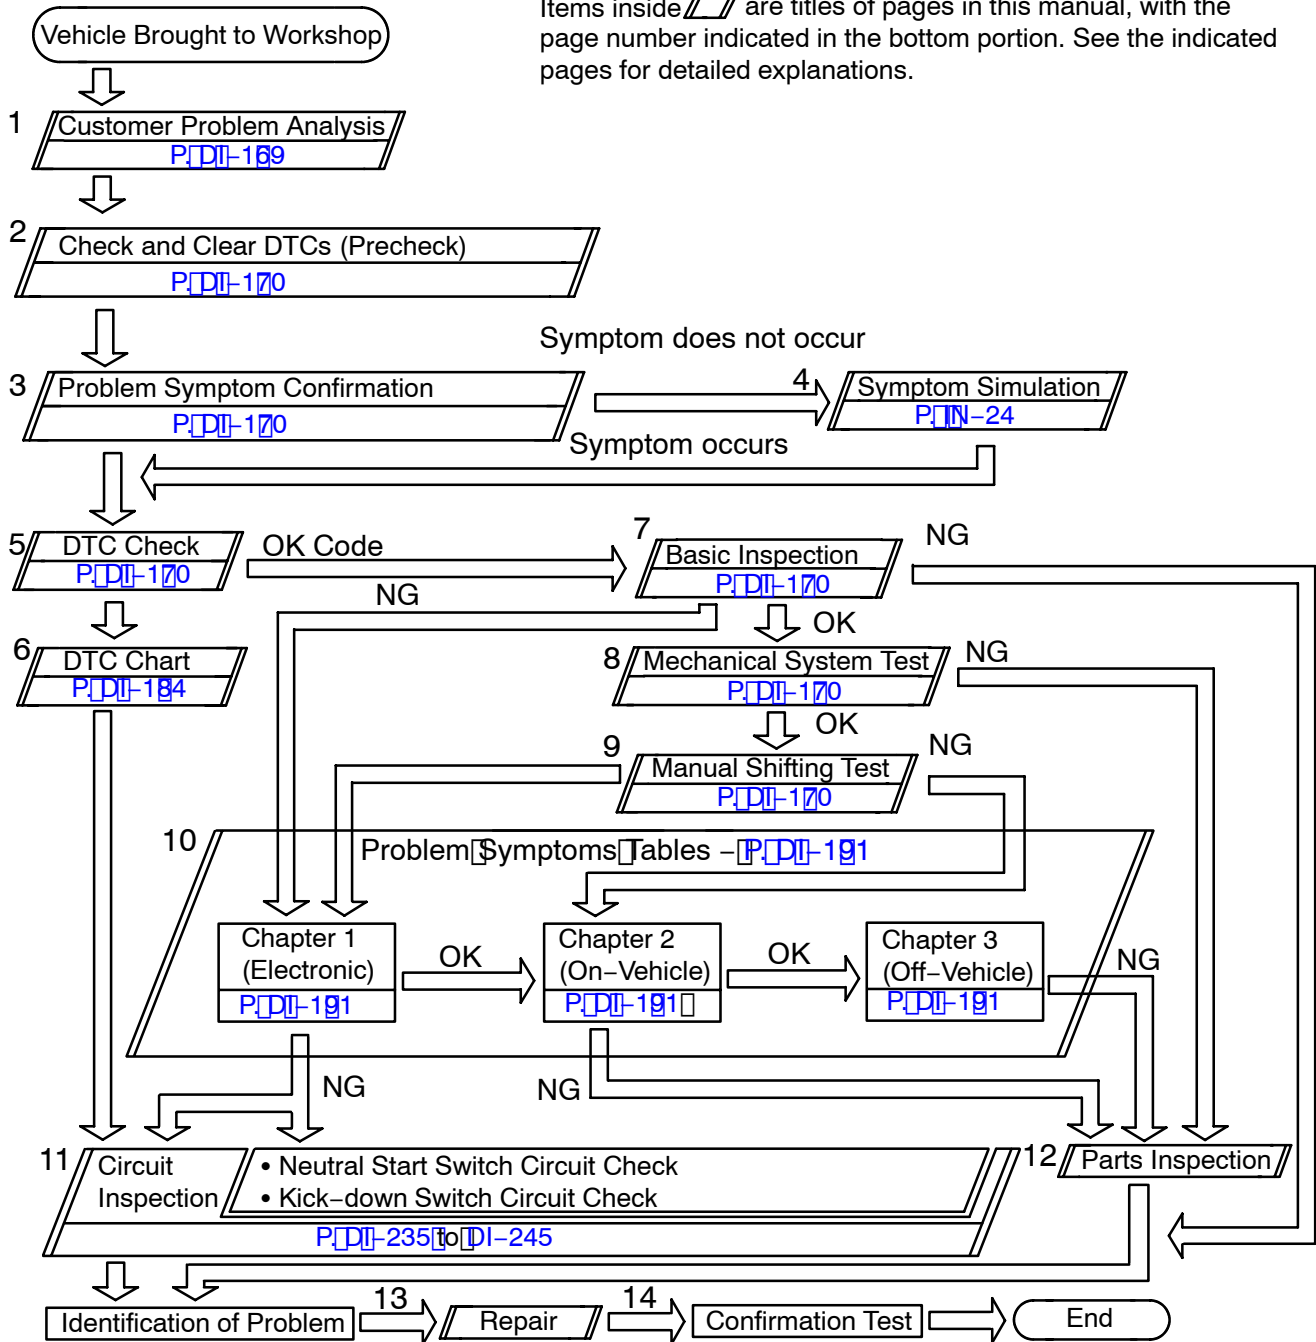 Items inside are titles of pages in this manual, with the
page number indicated in the bottom portion. See the indicated
pages for detailed explanations.
Vehicle Brought to Workshop
1
Customer Problem Analysis
P. DI-169
2
Check and Clear DTCs (Precheck)
P. DI-170
Symptom does not occur
3
Problem Symptom Confirmation
P. DI-170
4
Symptom Simulation
P. IN-24
Symptom occurs
5
DTC Check
P. DI-170
OK Code
NG
7
Basic Inspection
P. DI-170
NG
OK
6
DTC Chart
P. DI-184
8
Mechanical System Test
P. DI-170
NG
OK
9
Manual Shifting Test
P. DI-170
NG
10
Problem Symptoms Tables - P. DI-191
Chapter 1
(Electronic)
P. DI-191
OK
Chapter 2
(On-Vehicle)
P. DI-191
OK
Chapter 3
(Off-Vehicle)
P. DI-191
NG
NG
NG
11
Circuit
Inspection
• Neutral Start Switch Circuit Check
• Kick-down Switch Circuit Check
P. DI-235 to DI-245
12
Parts Inspection
Identification of Problem
13
Repair
14
Confirmation Test
End